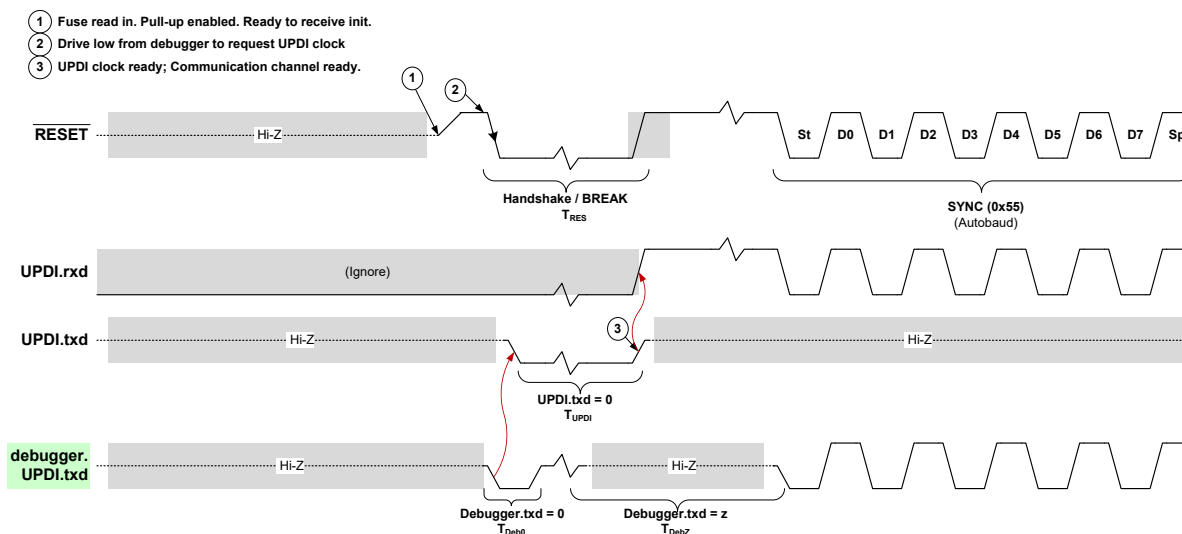 1 Fuse read in. Pull-up enabled. Ready to receive init.
2 Drive low from debugger to request UPDI clock
3 UPDI clock ready; Communication channel ready.
1
2
RESET
Hi-Z
St D0 D1 D2 D3 D4 D5 D6 D7 Sp
Handshake / BREAK
TRES
SYNC (0x55)
(Autobaud)
UPDI.rxd
(Ignore)
3
UPDI.txd
Hi-Z
Hi-Z
UPDI.txd = 0
TUPDI
debugger.
UPDI.txd
Hi-Z
Hi-Z
Debugger.txd = 0
TDeb0
Debugger.txd = z
TDebZ